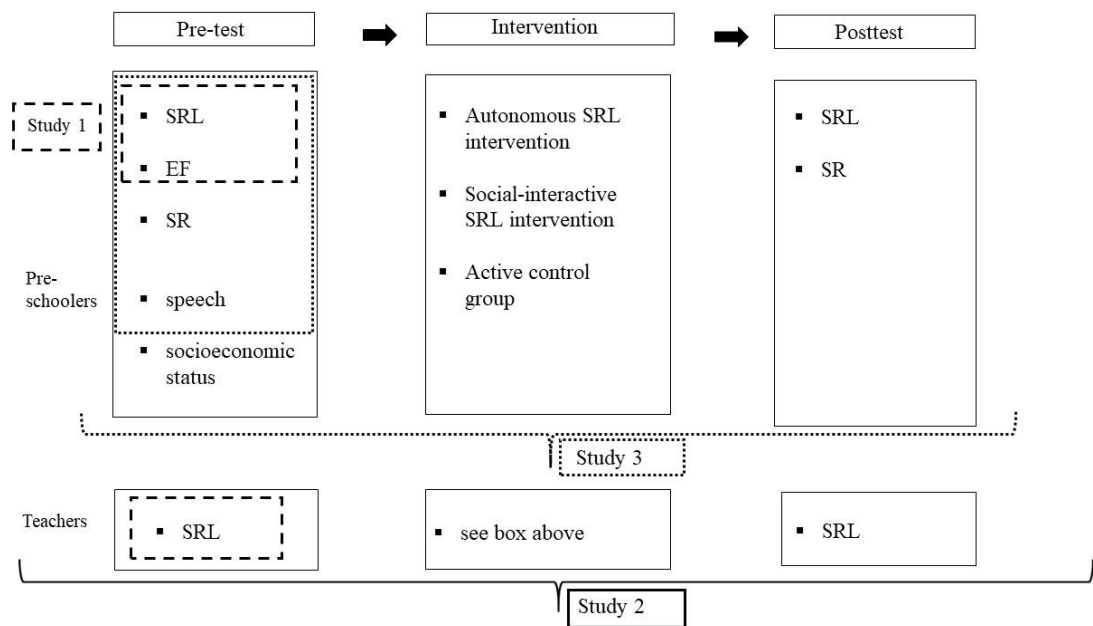 Pre-test
Intervention
Posttest
Study 1
▪ SRL
▪ EF
▪ SR
▪ speech
▪ socioeconomic
status
Pre-
schoolers
▪ Autonomous SRL
intervention
▪ Social-interactive
SRL intervention
▪ Active control
group
▪ SRL
▪ SR
Study 3
Teachers
▪ SRL
▪ see box above
▪ SRL
Study 2